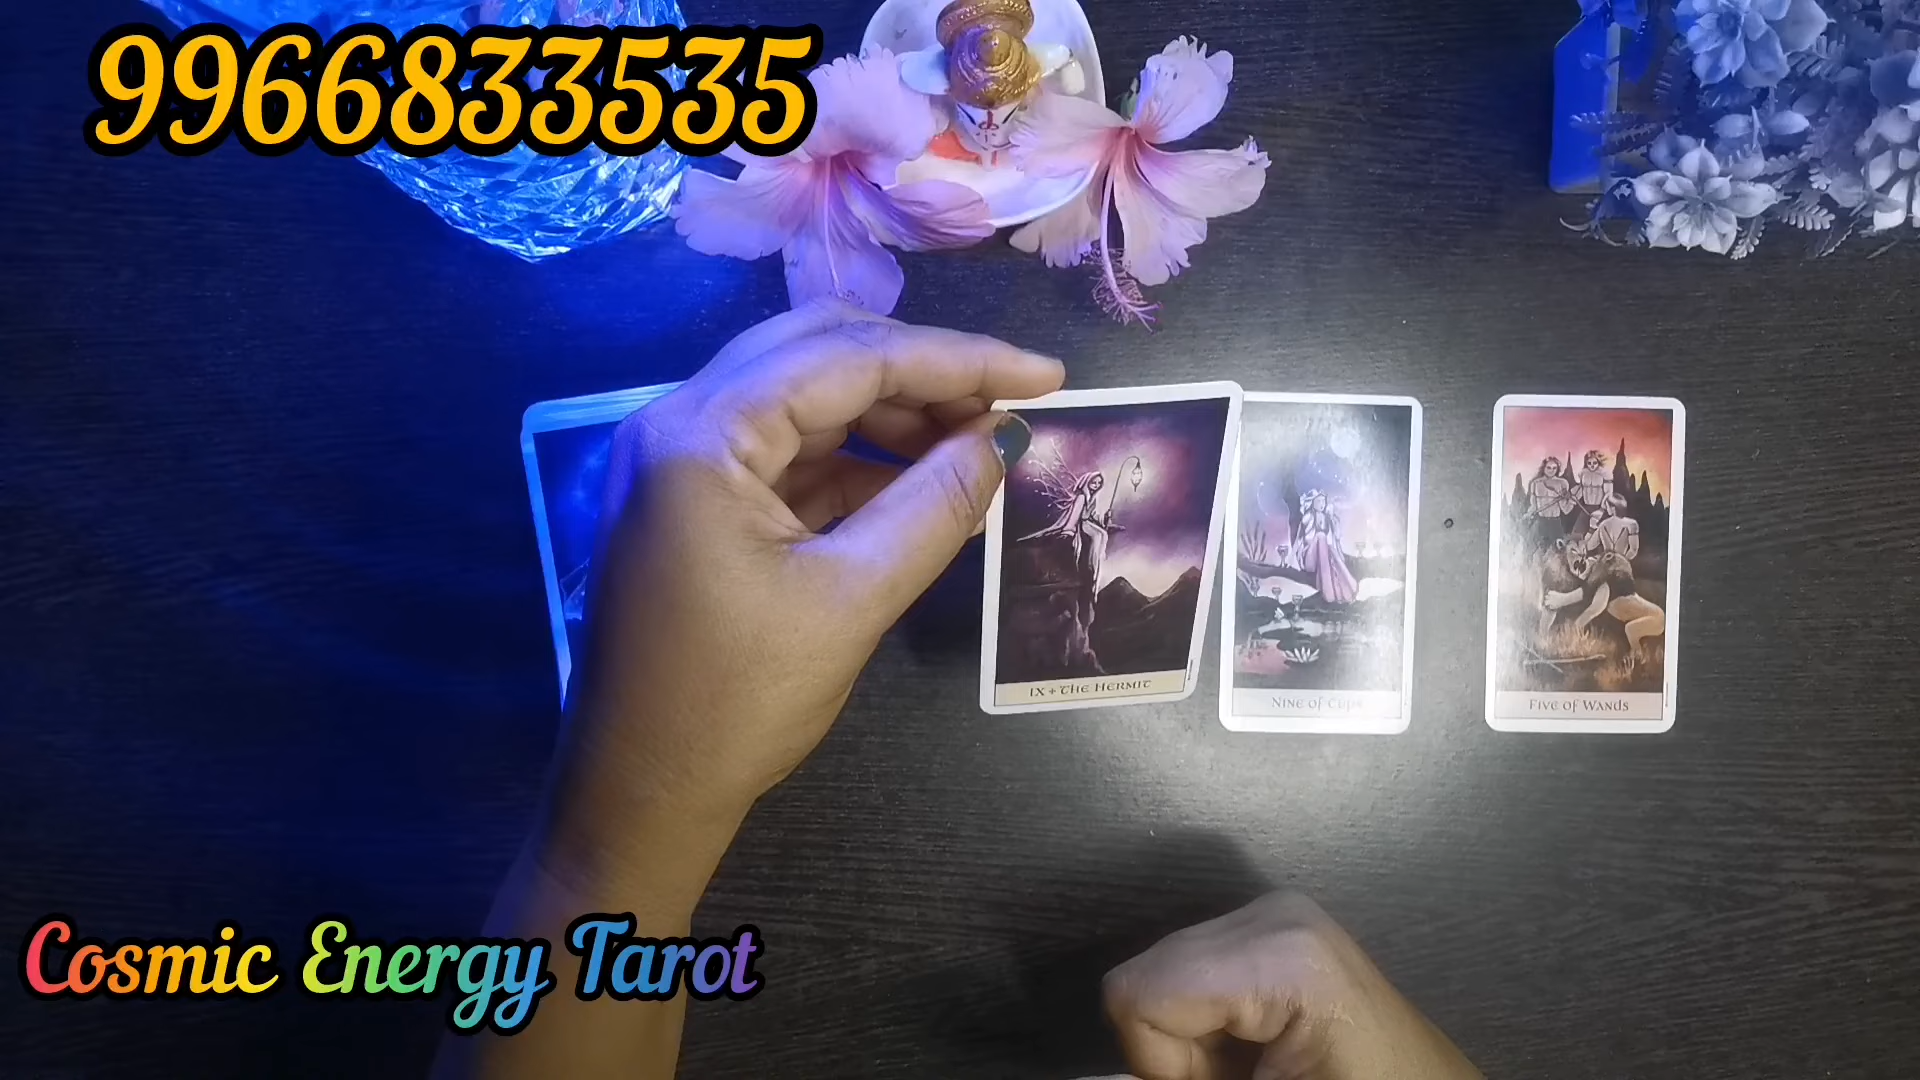 9966833535
IX + THE HERMIT
NINE OF CUPS
FIVE OF WANDS
Cosmic Energy Tarot